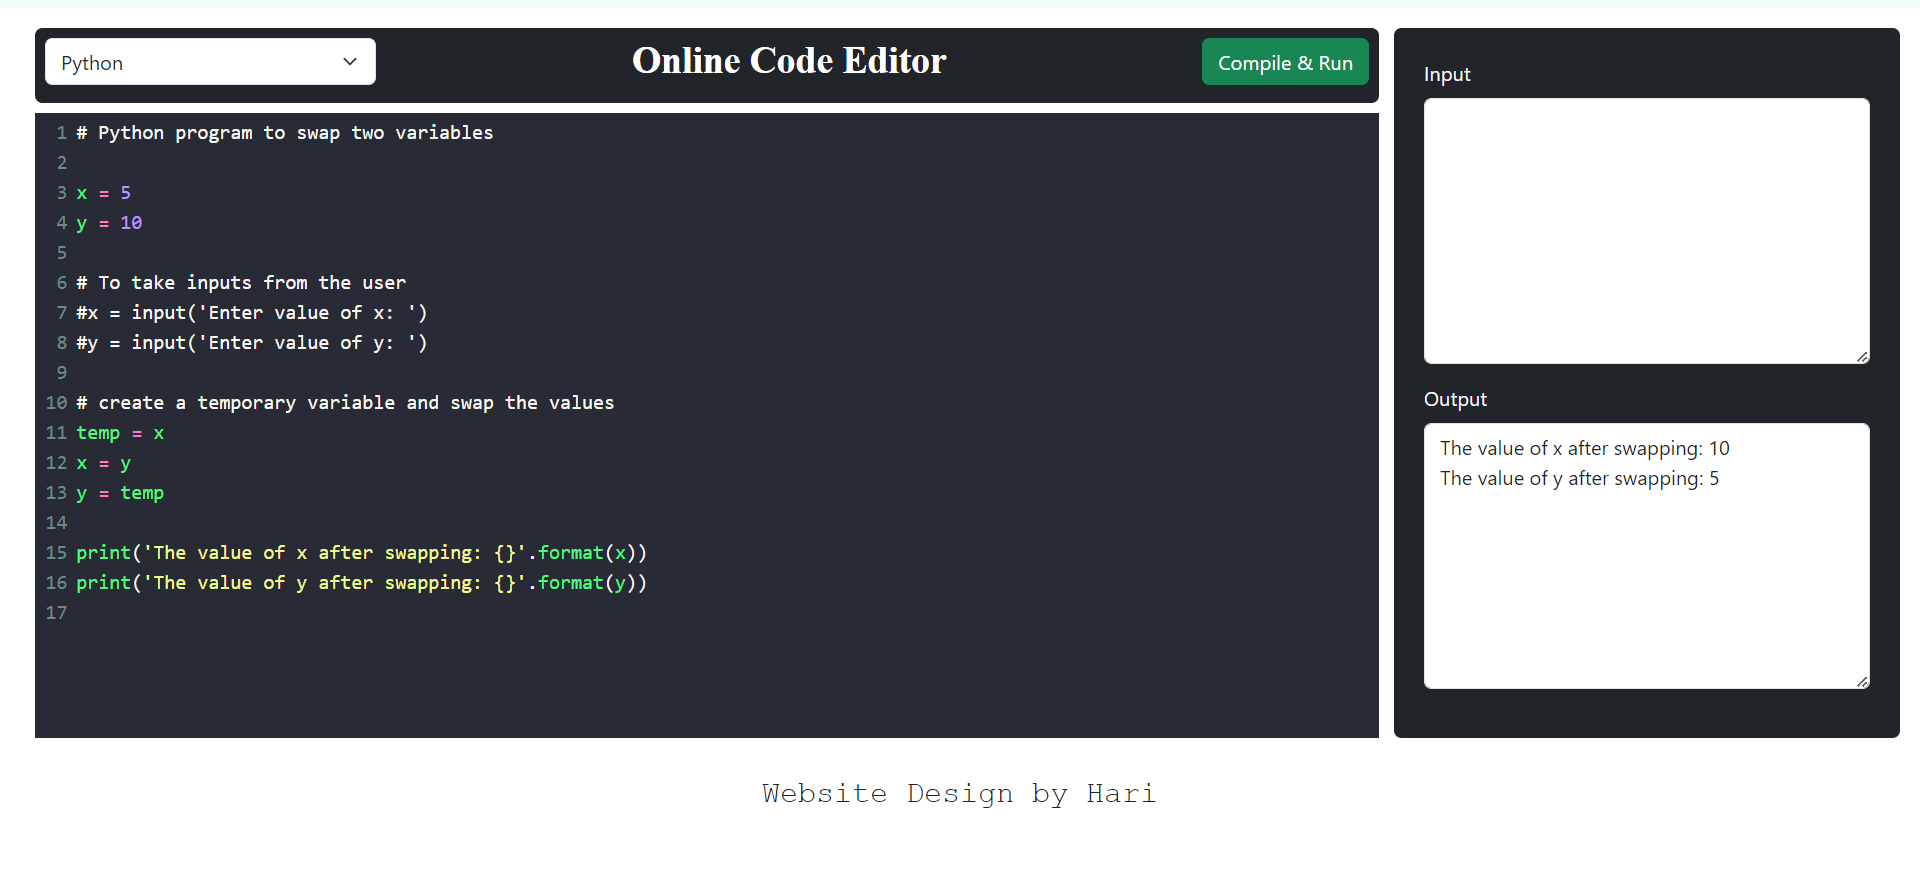 Python
Online Code Editor
Compile & Run
1 # Python program to swap two variables
2
3 x = 5
4 y = 10
5
6 # To take inputs from the user
7 #x = input('Enter value of x: ')
8 #y = input('Enter value of y: ')
9
10 # create a temporary variable and swap the values
11 temp = x
12 x = y
13 y = temp
14
15 print('The value of x after swapping: {}'.format(x))
16 print('The value of y after swapping: {}'.format(y))
17
Input
Output
The value of x after swapping: 10
The value of y after swapping: 5
Website Design by Hari